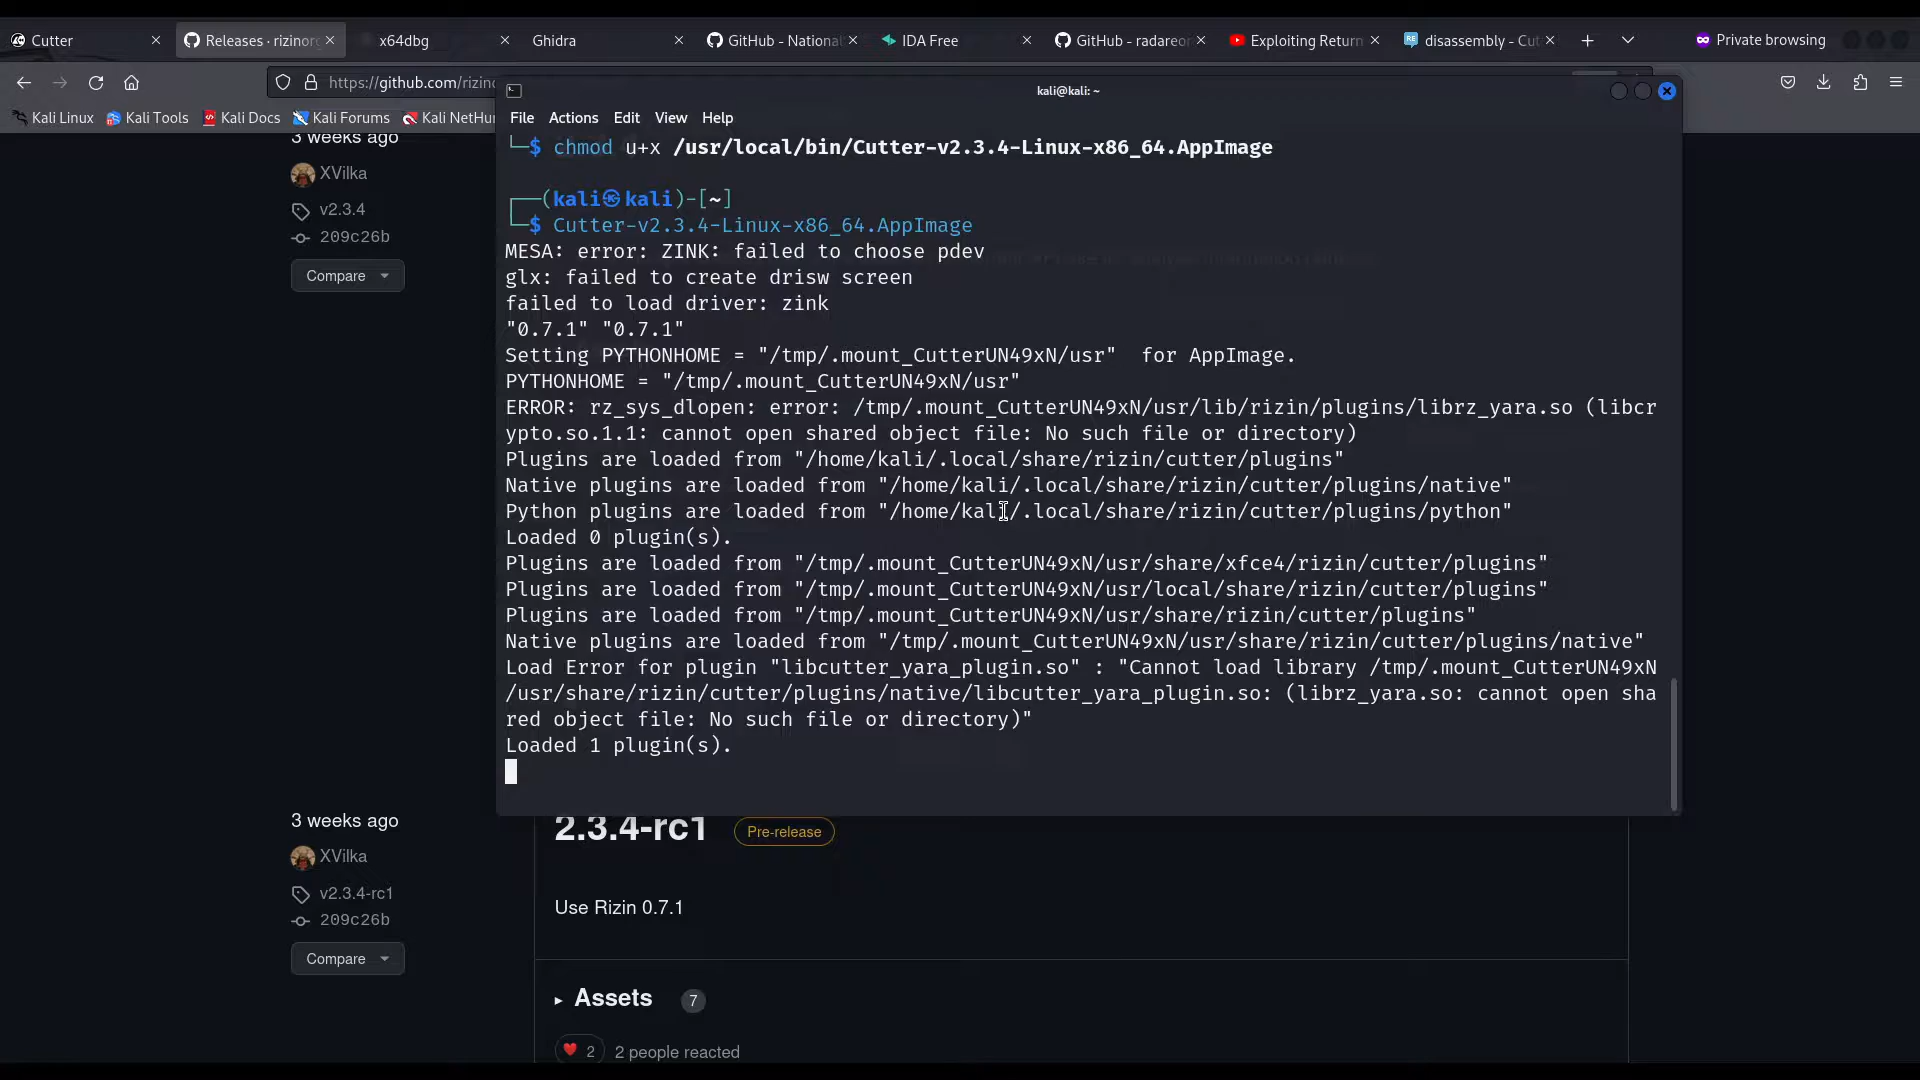 Cutter
Releases · rizinorg
x64dbg
Ghidra
GitHub - National
IDA Free
GitHub - radareor
Exploiting Return
disassembly - Cut
Private browsing
https://github.com/rizino
Kali Linux
Kali Tools
Kali Docs
Kali Forums
Kali NetHun
kali@kali: ~
File Actions Edit View Help
└─$ chmod u+x /usr/local/bin/Cutter-v2.3.4-Linux-x86_64.AppImage
┌──(kali㉿kali)-[~]
└─$ Cutter-v2.3.4-Linux-x86_64.AppImage
MESA: error: ZINK: failed to choose pdev
glx: failed to create drisw screen
failed to load driver: zink
"0.7.1" "0.7.1"
Setting PYTHONHOME = "/tmp/.mount_CutterUN49xN/usr"  for AppImage.
PYTHONHOME = "/tmp/.mount_CutterUN49xN/usr"
ERROR: rz_sys_dlopen: error: /tmp/.mount_CutterUN49xN/usr/lib/rizin/plugins/librz_yara.so (libcr
ypto.so.1.1: cannot open shared object file: No such file or directory)
Plugins are loaded from "/home/kali/.local/share/rizin/cutter/plugins"
Native plugins are loaded from "/home/kali/.local/share/rizin/cutter/plugins/native"
Python plugins are loaded from "/home/kali/.local/share/rizin/cutter/plugins/python"
Loaded 0 plugin(s).
Plugins are loaded from "/tmp/.mount_CutterUN49xN/usr/share/xfce4/rizin/cutter/plugins"
Plugins are loaded from "/tmp/.mount_CutterUN49xN/usr/local/share/rizin/cutter/plugins"
Plugins are loaded from "/tmp/.mount_CutterUN49xN/usr/share/rizin/cutter/plugins"
Native plugins are loaded from "/tmp/.mount_CutterUN49xN/usr/share/rizin/cutter/plugins/native"
Load Error for plugin "libcutter_yara_plugin.so" : "Cannot load library /tmp/.mount_CutterUN49xN
/usr/share/rizin/cutter/plugins/native/libcutter_yara_plugin.so: (librz_yara.so: cannot open sha
red object file: No such file or directory)"
Loaded 1 plugin(s).
3 weeks ago
XVilka
v2.3.4
209c26b
Compare
3 weeks ago
XVilka
v2.3.4-rc1
209c26b
Compare
2.3.4-rc1
Pre-release
Use Rizin 0.7.1
Assets 7
2
2 people reacted